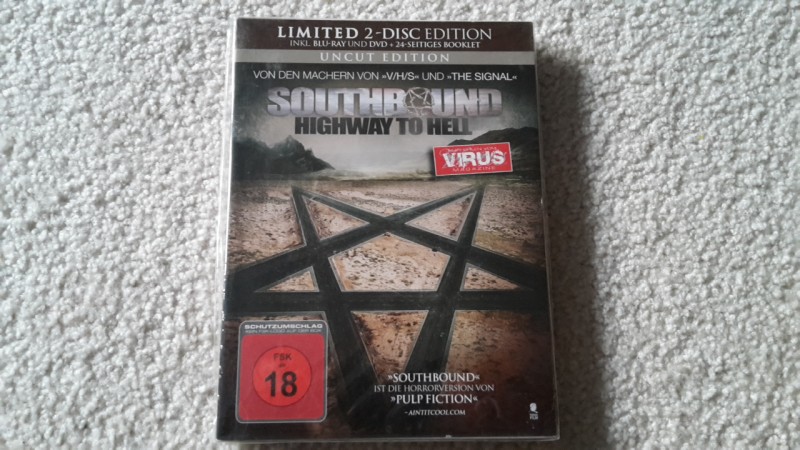 LIMITED 2-DISC EDITION
INKL. BLU-RAY UND DVD + 24-SEITIGES BOOKLET
UNCUT EDITION
VON DEN MACHERN VON »V/H/S« UND »THE SIGNAL«
SOUTHBOUND
HIGHWAY TO HELL
VIRUS
MAGAZINE
SCHUTZUMSCHLAG
FSK
ab
18
»SOUTHBOUND«
IST DIE HORRORVERSION VON
»PULP FICTION«
- AINTITCOOL.COM